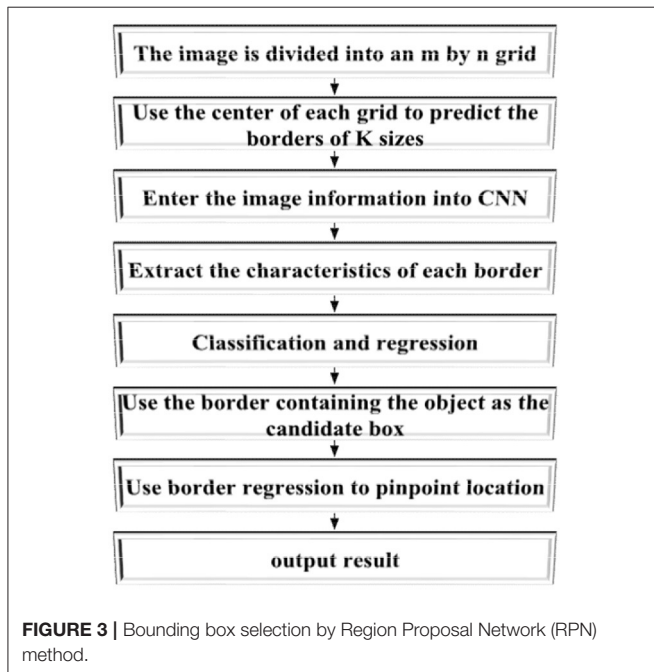 The image is divided into an m by n grid
Use the center of each grid to predict the
borders of K sizes
Enter the image information into CNN
Extract the characteristics of each border
Classification and regression
Use the border containing the object as the
candidate box
Use border regression to pinpoint location
output result
FIGURE 3 | Bounding box selection by Region Proposal Network (RPN)
method.